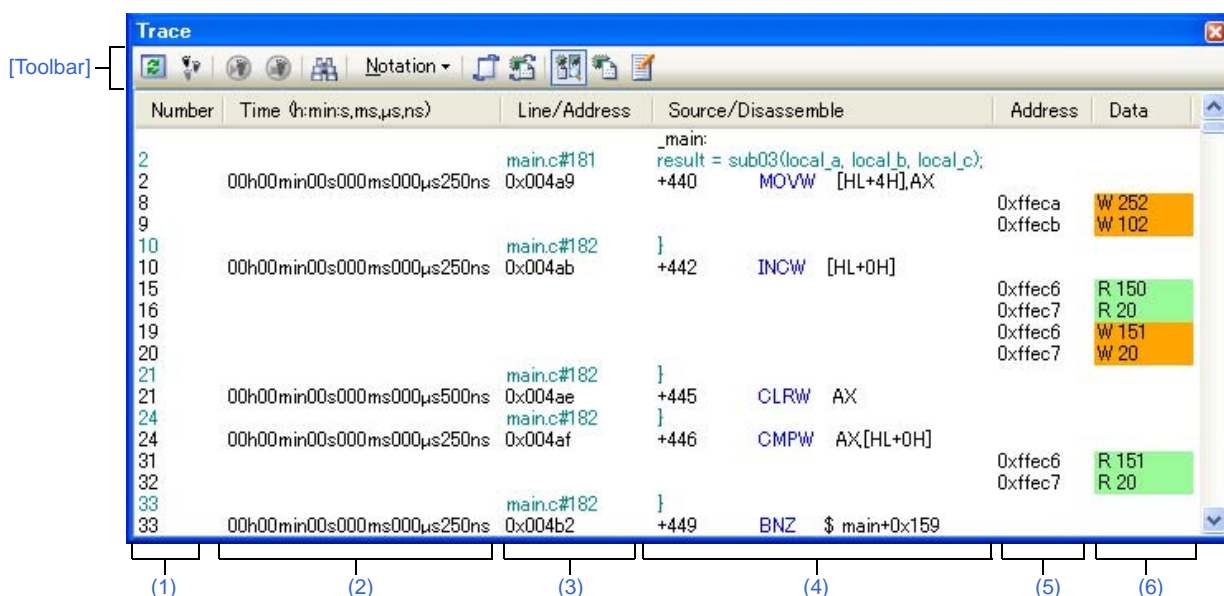 Trace
[Toolbar]
Notation
Number Time (h:min:s,ms,μs,ns) Line/Address Source/Disassemble Address Data
_main:
2 main.c#181 result = sub03(local_a, local_b, local_c);
2 00h00min00s000ms000μs250ns 0x004a9 +440 MOVW [HL+4H],AX
8 0xffeca W 252
9 0xffecb W 102
10 main.c#182 }
10 00h00min00s000ms000μs250ns 0x004ab +442 INCW [HL+0H]
15 0xffec6 R 150
16 0xffec7 R 20
19 0xffec6 W 151
20 0xffec7 W 20
21 main.c#182 }
21 00h00min00s000ms000μs500ns 0x004ae +445 CLRW AX
24 main.c#182 }
24 00h00min00s000ms000μs250ns 0x004af +446 CMPW AX,[HL+0H]
31 0xffec6 R 151
32 0xffec7 R 20
33 main.c#182 }
33 00h00min00s000ms000μs250ns 0x004b2 +449 BNZ $ main+0x159
(1) (2) (3) (4) (5) (6)